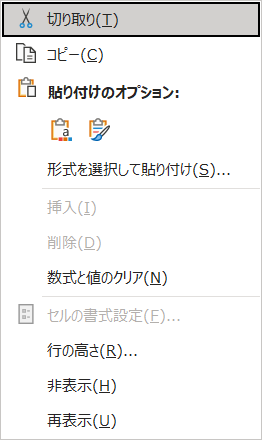 切り取り(T)
コピー(C)
貼り付けのオプション:
形式を選択して貼り付け(S)...
挿入(I)
削除(D)
数式と値のクリア(N)
セルの書式設定(F)...
行の高さ(R)...
非表示(H)
再表示(U)